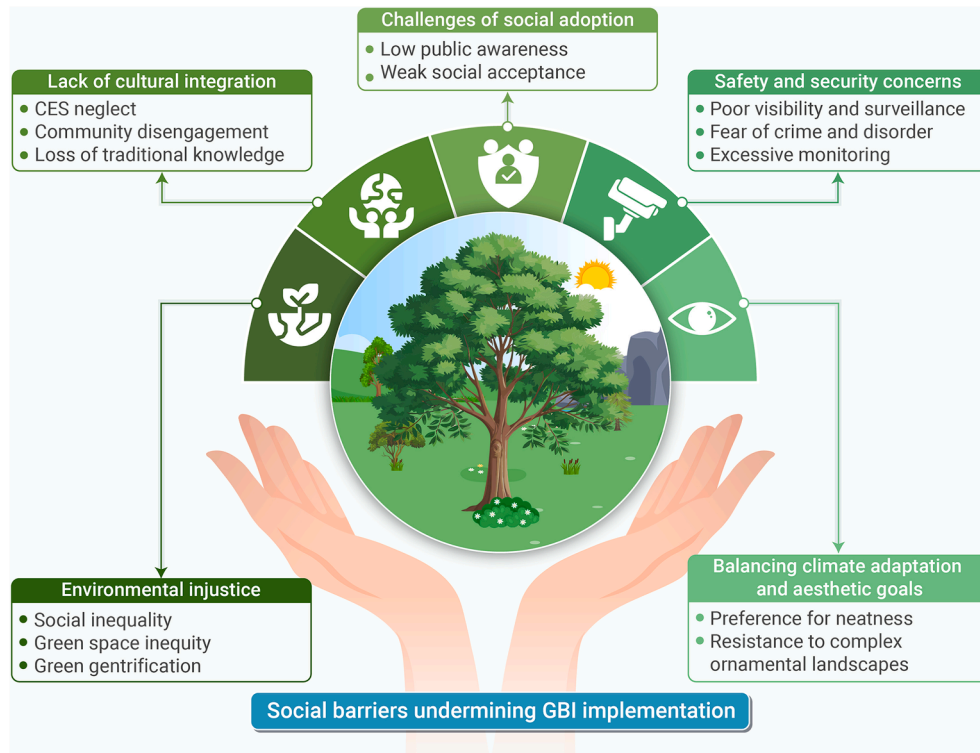 Challenges of social adoption
Low public awareness
Weak social acceptance
Lack of cultural integration
CES neglect
Community disengagement
Loss of traditional knowledge
Safety and security concerns
Poor visibility and surveillance
Fear of crime and disorder
Excessive monitoring
Environmental injustice
Social inequality
Green space inequity
Green gentrification
Balancing climate adaptation
and aesthetic goals
Preference for neatness
Resistance to complex
ornamental landscapes
Social barriers undermining GBI implementation